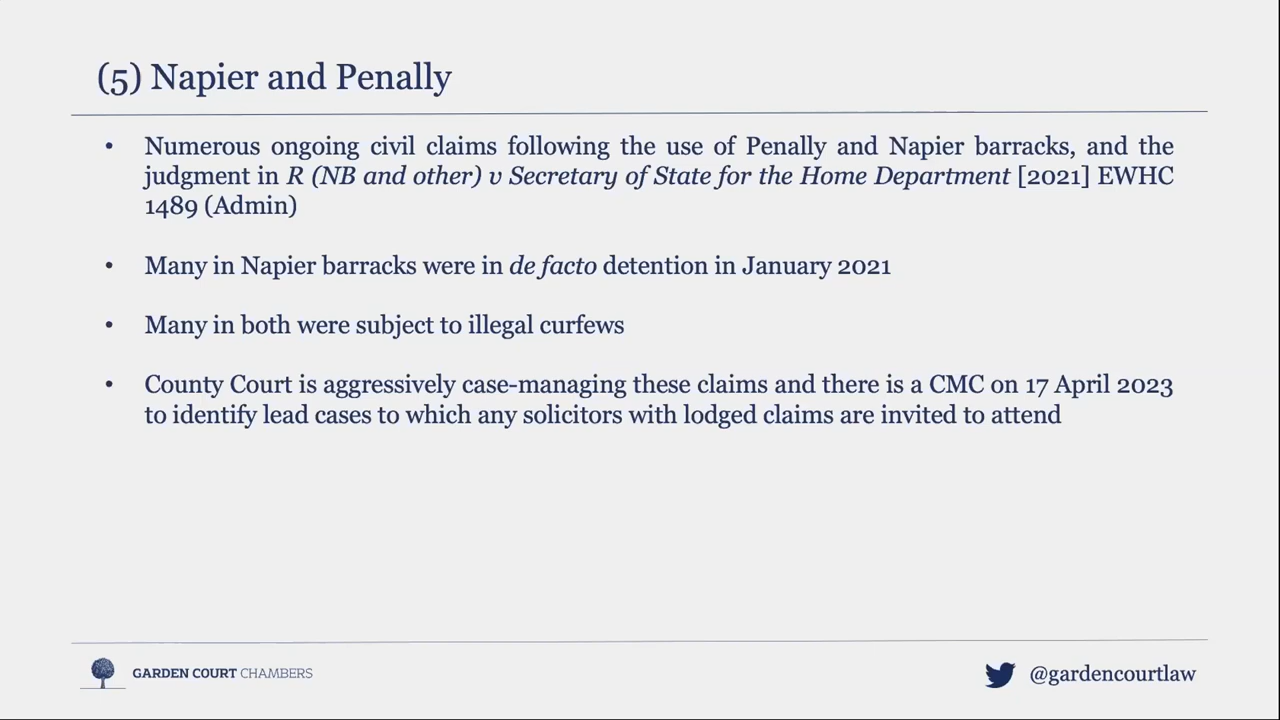 (5) Napier and Penally
• Numerous ongoing civil claims following the use of Penally and Napier barracks, and the
judgment in R (NB and other) v Secretary of State for the Home Department [2021] EWHC
1489 (Admin)
• Many in Napier barracks were in de facto detention in January 2021
• Many in both were subject to illegal curfews
• County Court is aggressively case-managing these claims and there is a CMC on 17 April 2023
to identify lead cases to which any solicitors with lodged claims are invited to attend
GARDEN COURT CHAMBERS
@gardencourtlaw